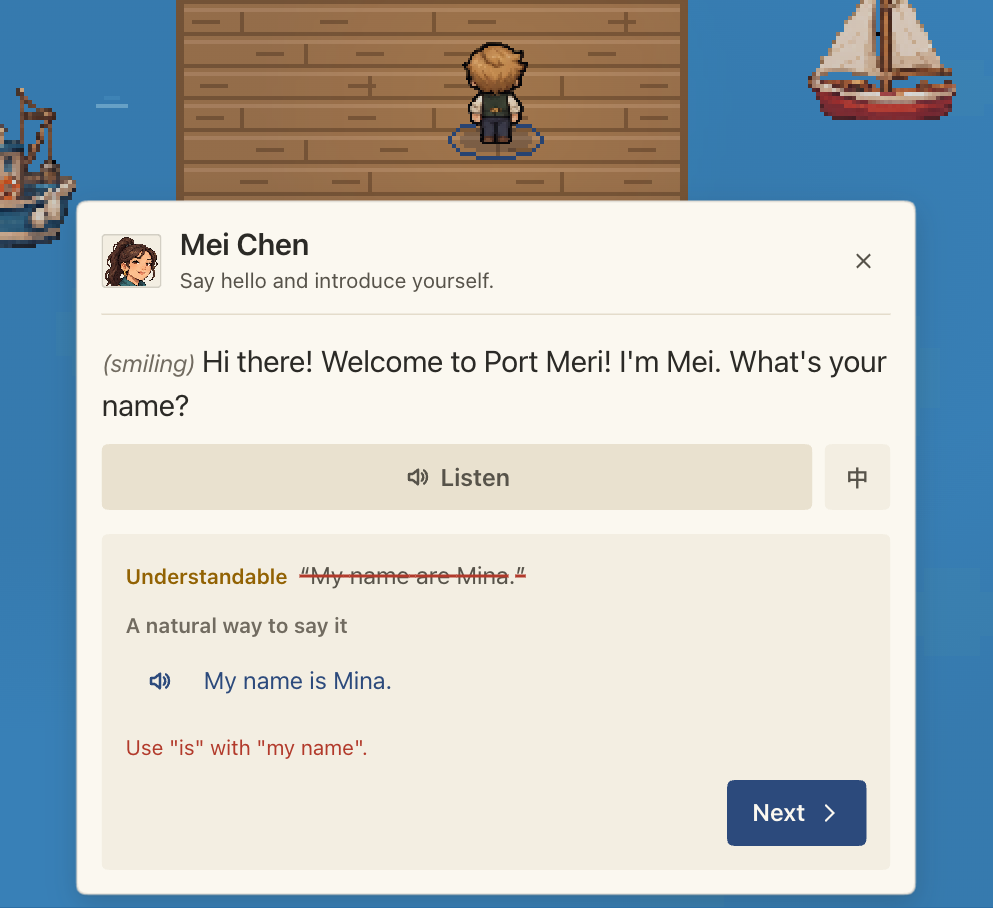 Mei Chen
Say hello and introduce yourself.
(smiling) Hi there! Welcome to Port Meri! I'm Mei. What's your
name?
Listen
中
Understandable “My name are Mina.”
A natural way to say it
My name is Mina.
Use "is" with "my name".
Next